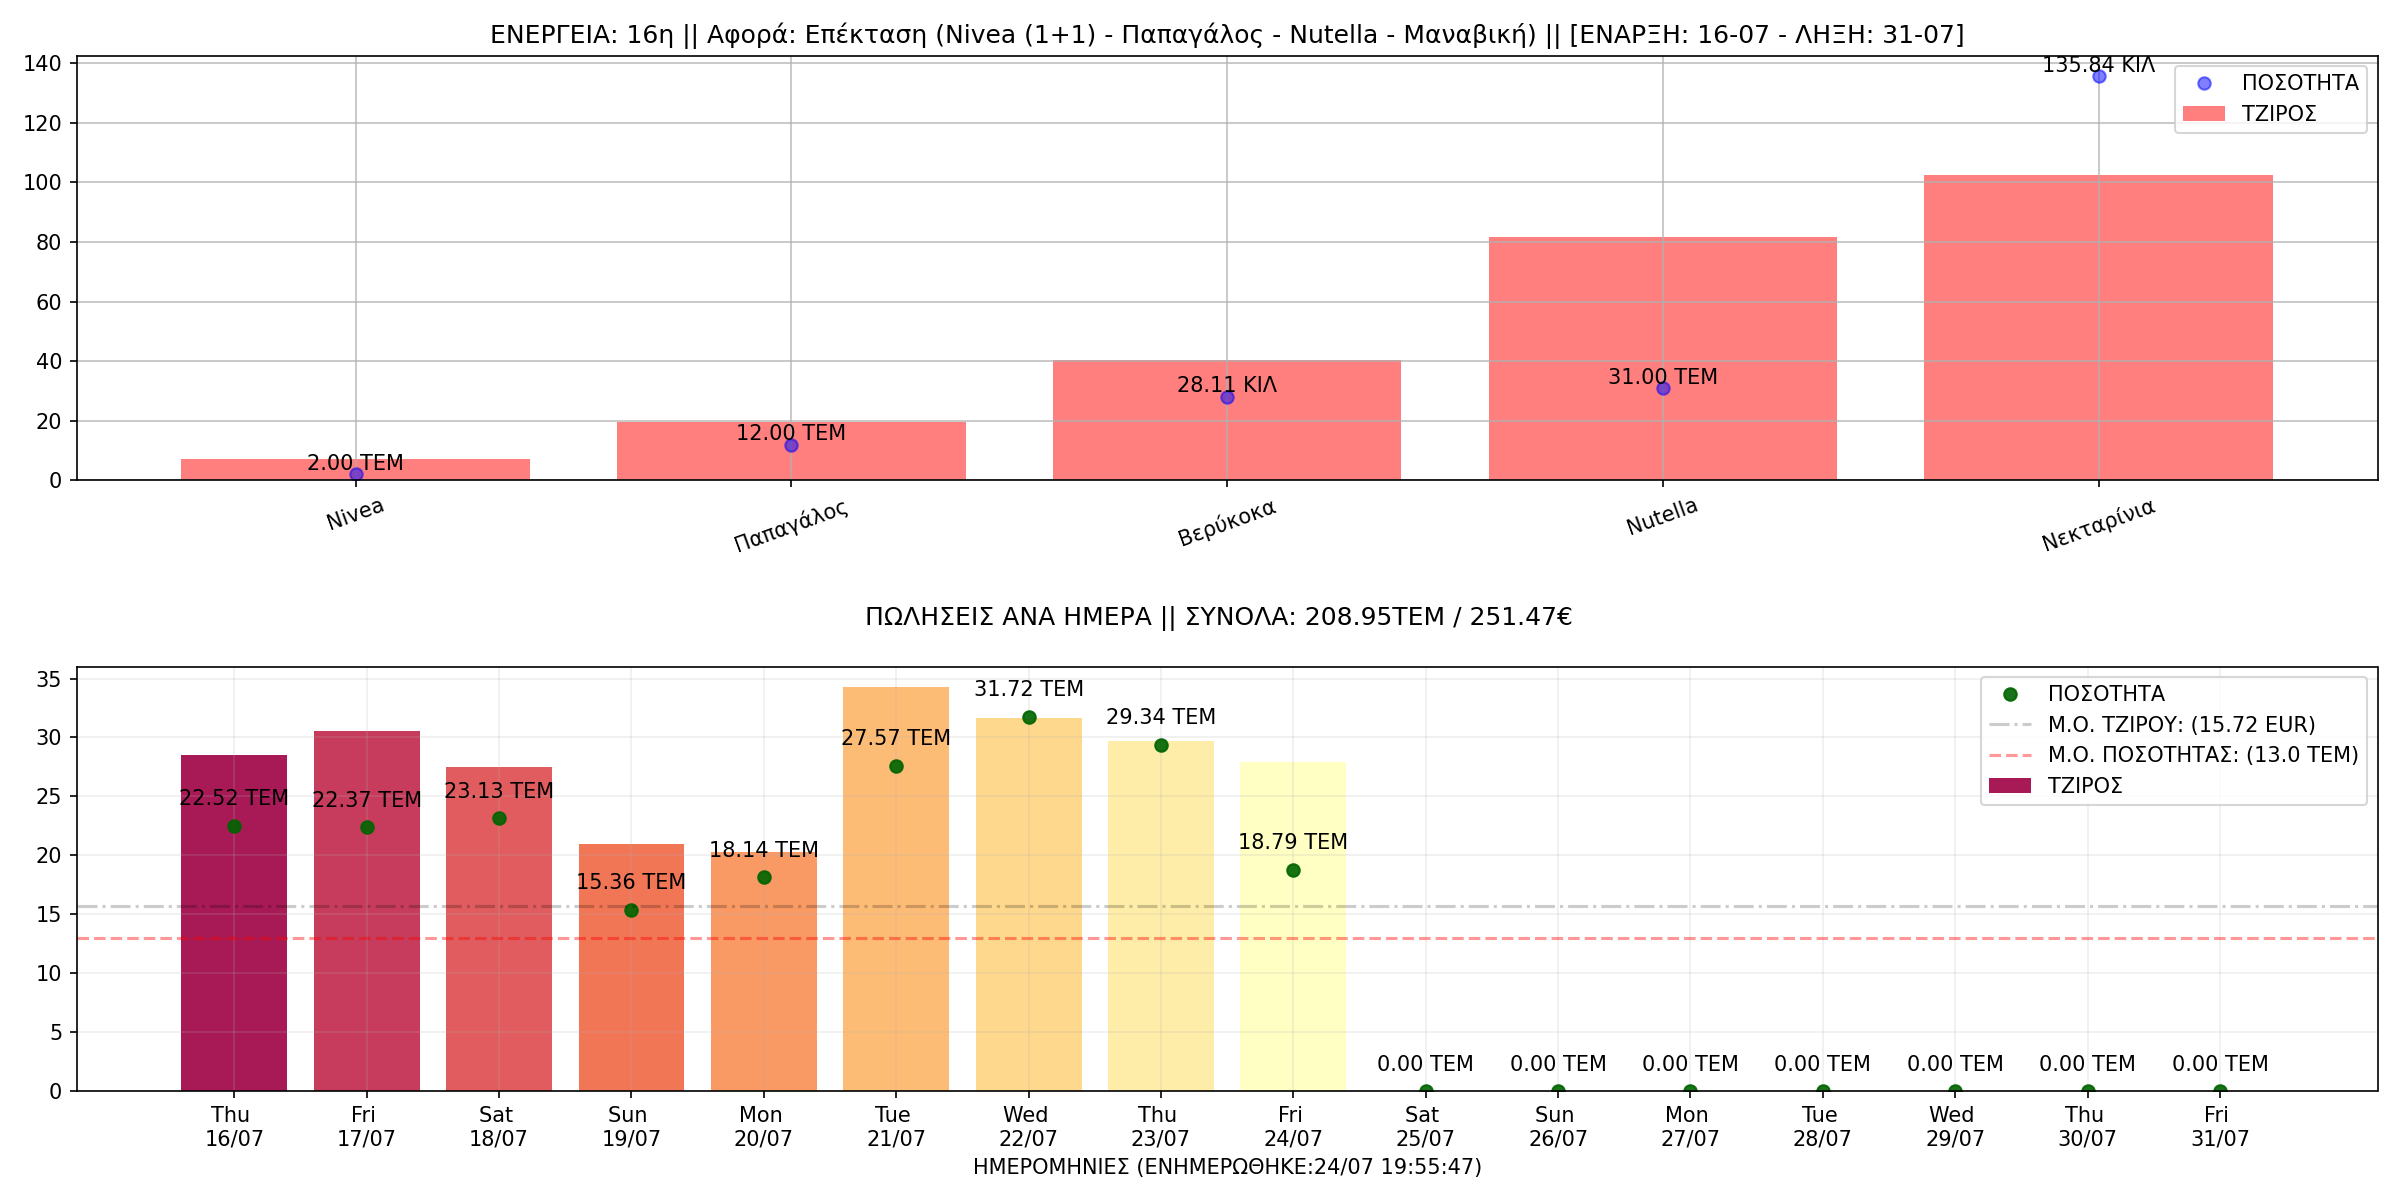 ΕΝΕΡΓΕΙΑ: 16η || Αφορά: Επέκταση (Nivea (1+1) - Παπαγάλος - Nutella - Μαναβική) || [ΕΝΑΡΞΗ: 16-07 - ΛΗΞΗ: 31-07]
140
120
100
80
60
40
20
0
2.00 ΤΕΜ
12.00 ΤΕΜ
28.11 ΚΙΛ
31.00 ΤΕΜ
135.84 ΚΙΛ
ΠΟΣΟΤΗΤΑ
ΤΖΙΡΟΣ
Nivea
Παπαγάλος
Βερύκοκα
Nutella
Νεκταρίνια
ΠΩΛΗΣΕΙΣ ΑΝΑ ΗΜΕΡΑ || ΣΥΝΟΛΑ: 208.95ΤΕΜ / 251.47€
35
30
25
20
15
10
5
0
22.52 ΤΕΜ
22.37 ΤΕΜ
23.13 ΤΕΜ
15.36 ΤΕΜ
18.14 ΤΕΜ
27.57 ΤΕΜ
31.72 ΤΕΜ
29.34 ΤΕΜ
18.79 ΤΕΜ
0.00 ΤΕΜ
0.00 ΤΕΜ
0.00 ΤΕΜ
0.00 ΤΕΜ
0.00 ΤΕΜ
0.00 ΤΕΜ
0.00 ΤΕΜ
ΠΟΣΟΤΗΤΑ
Μ.Ο. ΤΖΙΡΟΥ: (15.72 EUR)
Μ.Ο. ΠΟΣΟΤΗΤΑΣ: (13.0 ΤΕΜ)
ΤΖΙΡΟΣ
Thu
16/07
Fri
17/07
Sat
18/07
Sun
19/07
Mon
20/07
Tue
21/07
Wed
22/07
Thu
23/07
Fri
24/07
Sat
25/07
Sun
26/07
Mon
27/07
Tue
28/07
Wed
29/07
Thu
30/07
Fri
31/07
ΗΜΕΡΟΜΗΝΙΕΣ (ΕΝΗΜΕΡΩΘΗΚΕ:24/07 19:55:47)